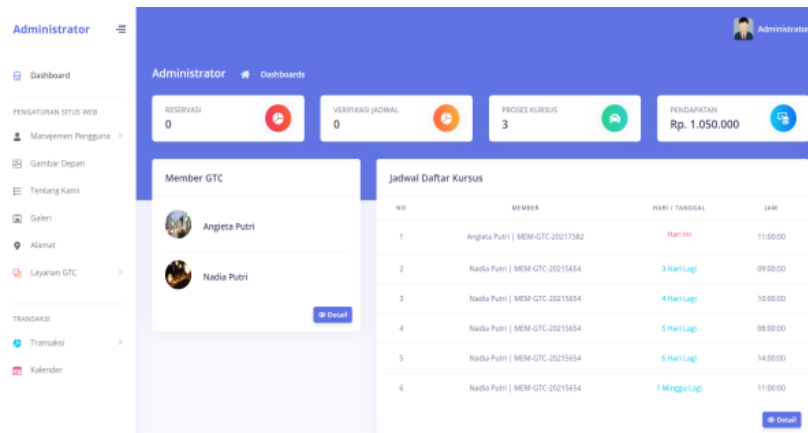 Administrator
Administrator
Dashboard
Administrator - Dashboards
PENGATURAN SITUS WEB
Manajemen Pengguna
Gambar Depan
Tentang Kami
Galeri
Alamat
Layanan GTC
TRANSAKSI
Transaksi
Kalender
RESERVASI
0
VERIFIKASI JADWAL
0
PROSES KURSUS
3
PENDAPATAN
Rp. 1.050.000
Member GTC
Angieta Putri
Nadia Putri
Detail
Jadwal Daftar Kursus
NO MEMBER HARI / TANGGAL JAM
1 Angieta Putri | MEM-GTC-20217382 Hari Ini 11:00:00
2 Nadia Putri | MEM-GTC-20215654 3 Hari Lagi 09:00:00
3 Nadia Putri | MEM-GTC-20215654 4 Hari Lagi 10:00:00
4 Nadia Putri | MEM-GTC-20215654 5 Hari Lagi 08:00:00
5 Nadia Putri | MEM-GTC-20215654 6 Hari Lagi 14:00:00
6 Nadia Putri | MEM-GTC-20215654 1 Minggu Lagi 11:00:00
Detail